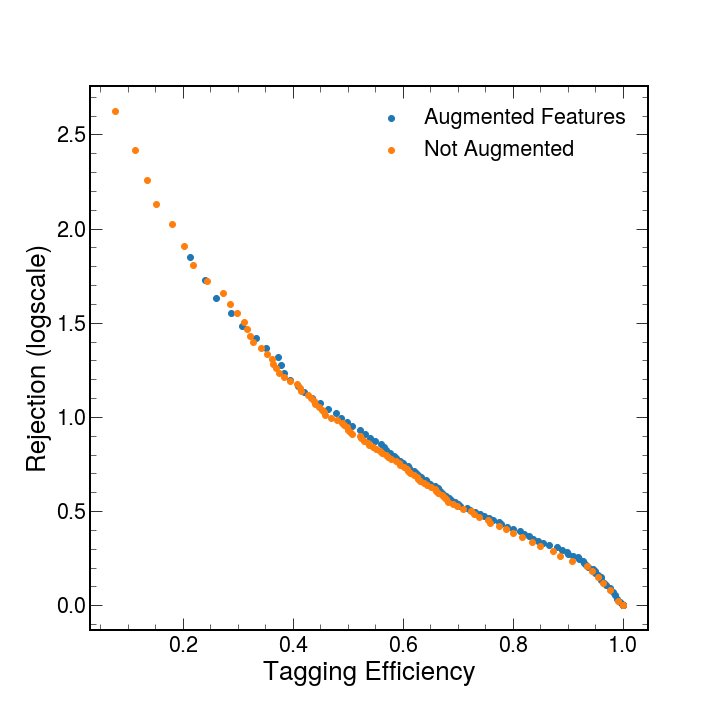 Augmented Features
Not Augmented
Rejection (logscale)
2.5
2.0
1.5
1.0
0.5
0.0
0.2 0.4 0.6 0.8 1.0
Tagging Efficiency